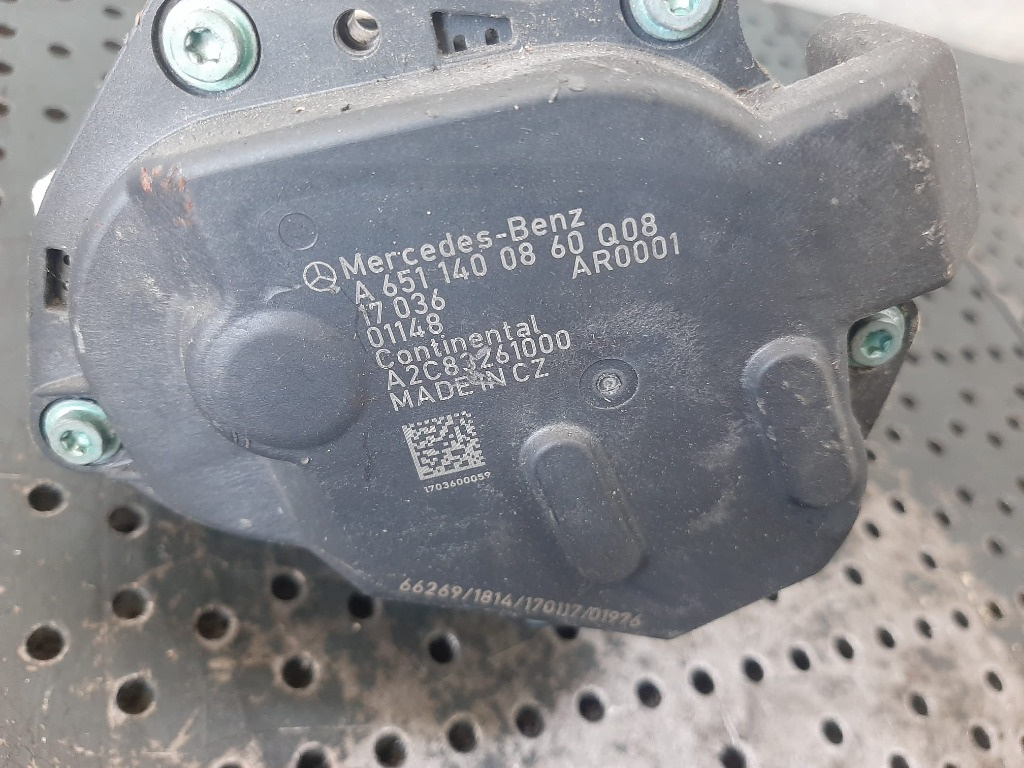 Mercedes-Benz
A 651 140 08 60 Q08
17 036 AR0001
01148
Continental
A2C83261000
MADE IN CZ
1703600059
66269/1814/170117/01976